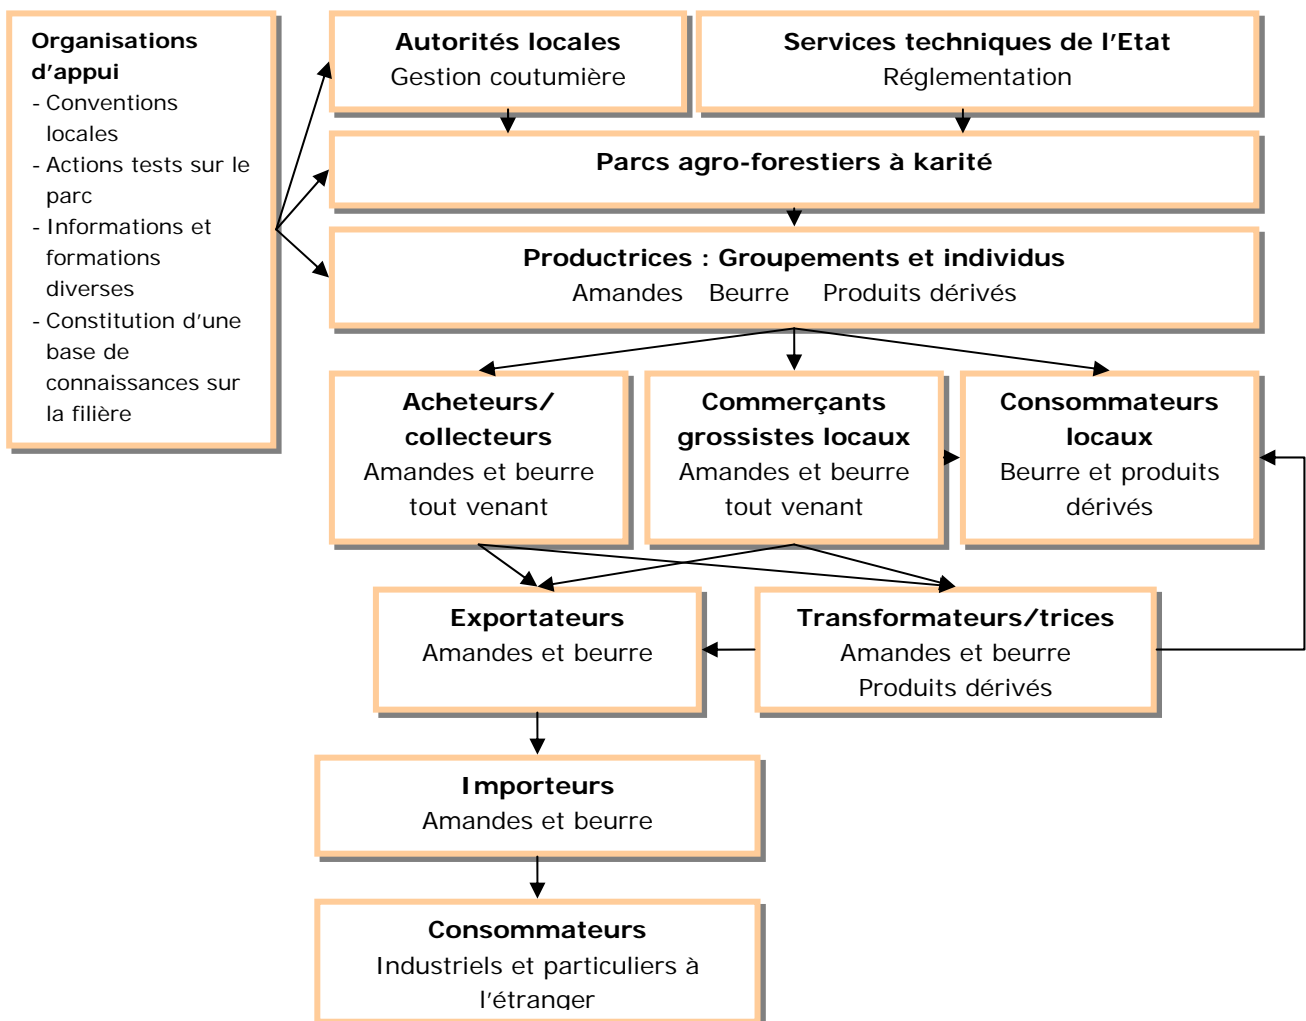 Organisations
d'appui
- Conventions
locales
- Actions tests sur le
parc
- Informations et
formations
diverses
- Constitution d'une
base de
connaissances sur
la filière
Autorités locales
Gestion coutumière
Services techniques de l'Etat
Réglementation
Parcs agro-forestiers à karité
Productrices : Groupements et individus
Amandes Beurre Produits dérivés
Acheteurs/
collecteurs
Amandes et beurre
tout venant
Commerçants
grossistes locaux
Amandes et beurre
tout venant
Consommateurs
locaux
Beurre et produits
dérivés
Exportateurs
Amandes et beurre
Transformateurs/trices
Amandes et beurre
Produits dérivés
Importeurs
Amandes et beurre
Consommateurs
Industriels et particuliers à
l'étranger